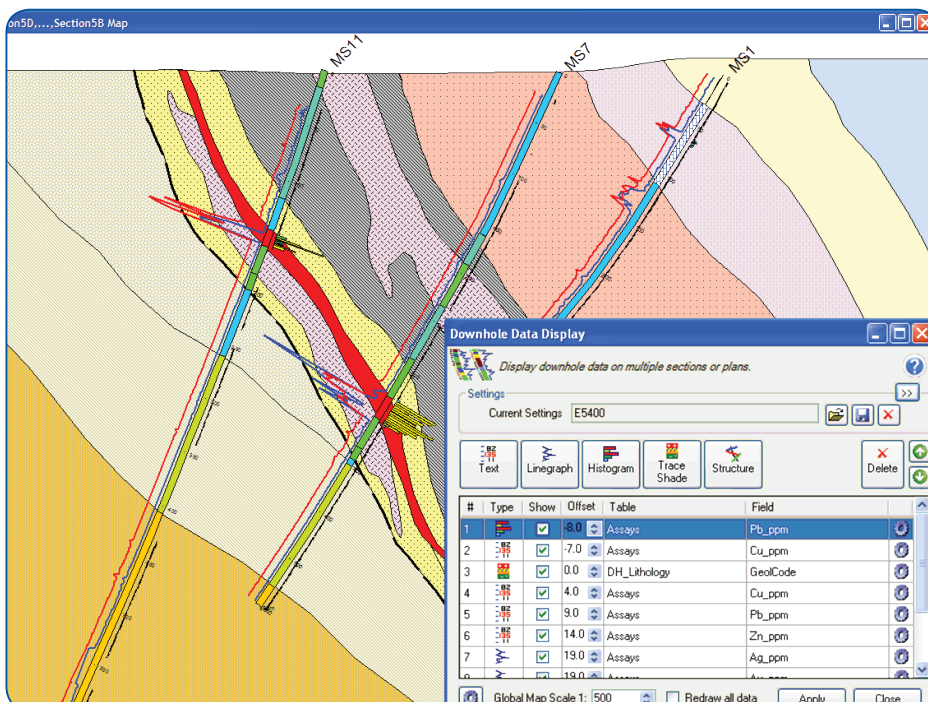 on5D,...,Section5B Map
MS11
MS7
MS1
Downhole Data Display
Display downhole data on multiple sections or plans.
Settings
>>
Current Settings E5400
Text
Linegraph
Histogram
Trace
Shade
Structure
Delete
# Type Show Offset Table Field
1 -8.0 Assays Pb_ppm
2 -7.0 Assays Cu_ppm
3 0.0 DH_Lithology GeolCode
4 4.0 Assays Cu_ppm
5 9.0 Assays Pb_ppm
6 14.0 Assays Zn_ppm
7 19.0 Assays Ag_ppm
19.0 Assays
Global Map Scale 1: 500 Redraw all data Apply Close